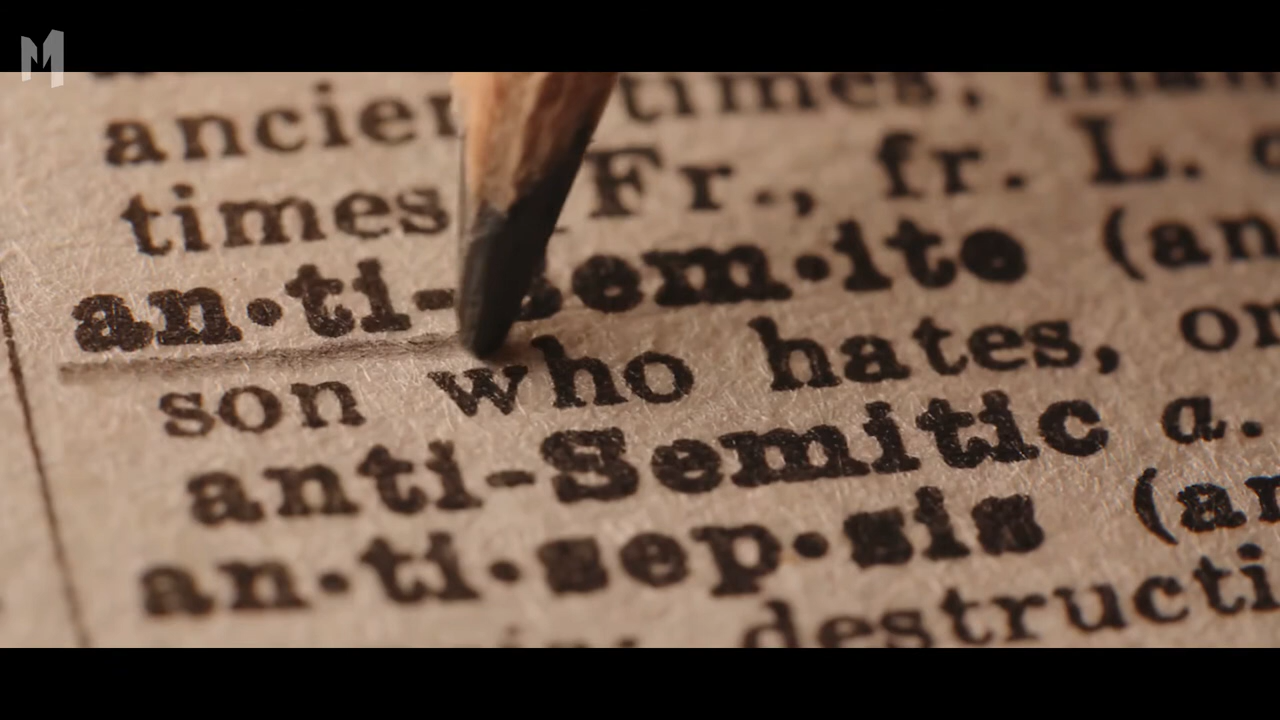 M
times,
times Fr., fr. L.
an·ti-Sem·ite (an
son who hates, or
anti-Semitic a.
an·ti·sep·sis (an
destructi